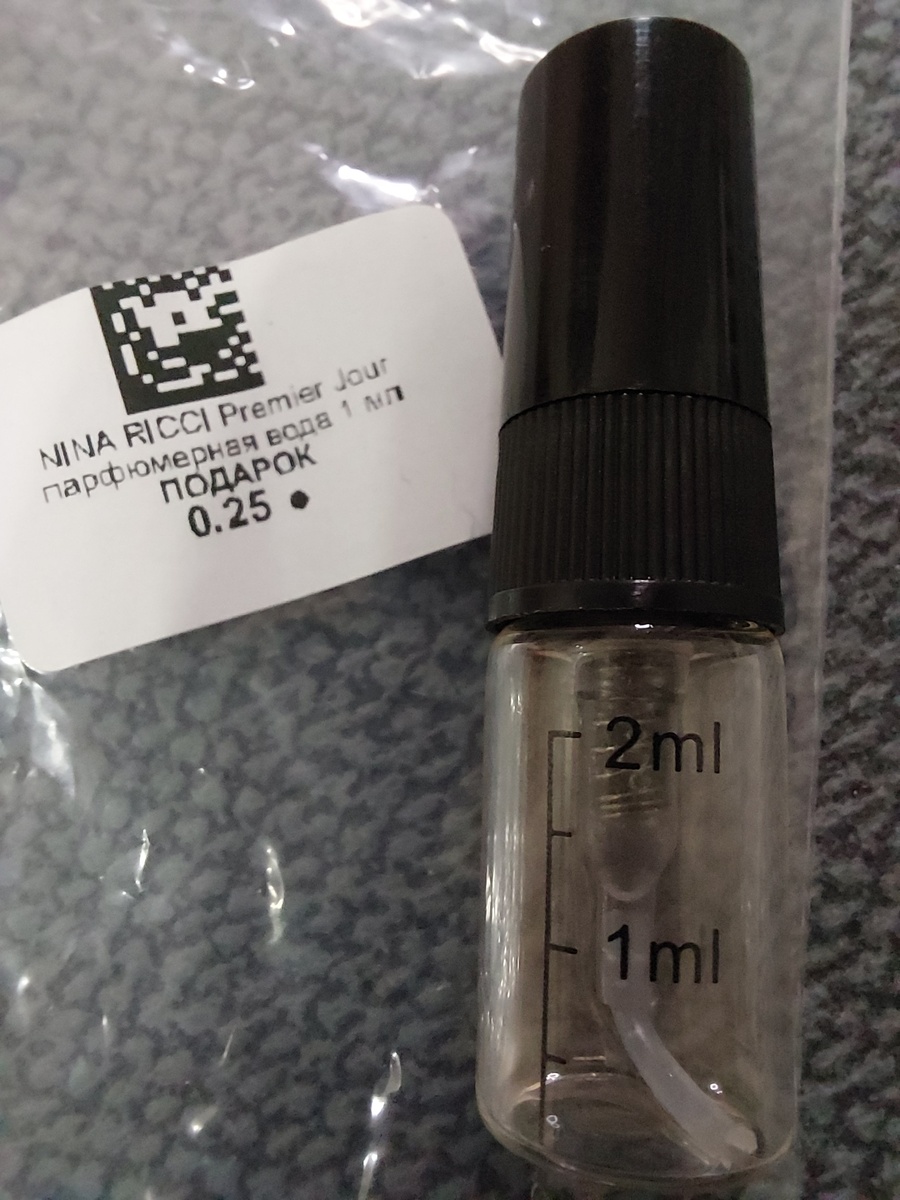 NINA RICCI Premier Jour
парфюмерная вода 1 мл
ПОДАРОК
0.25 ●
2ml
1ml